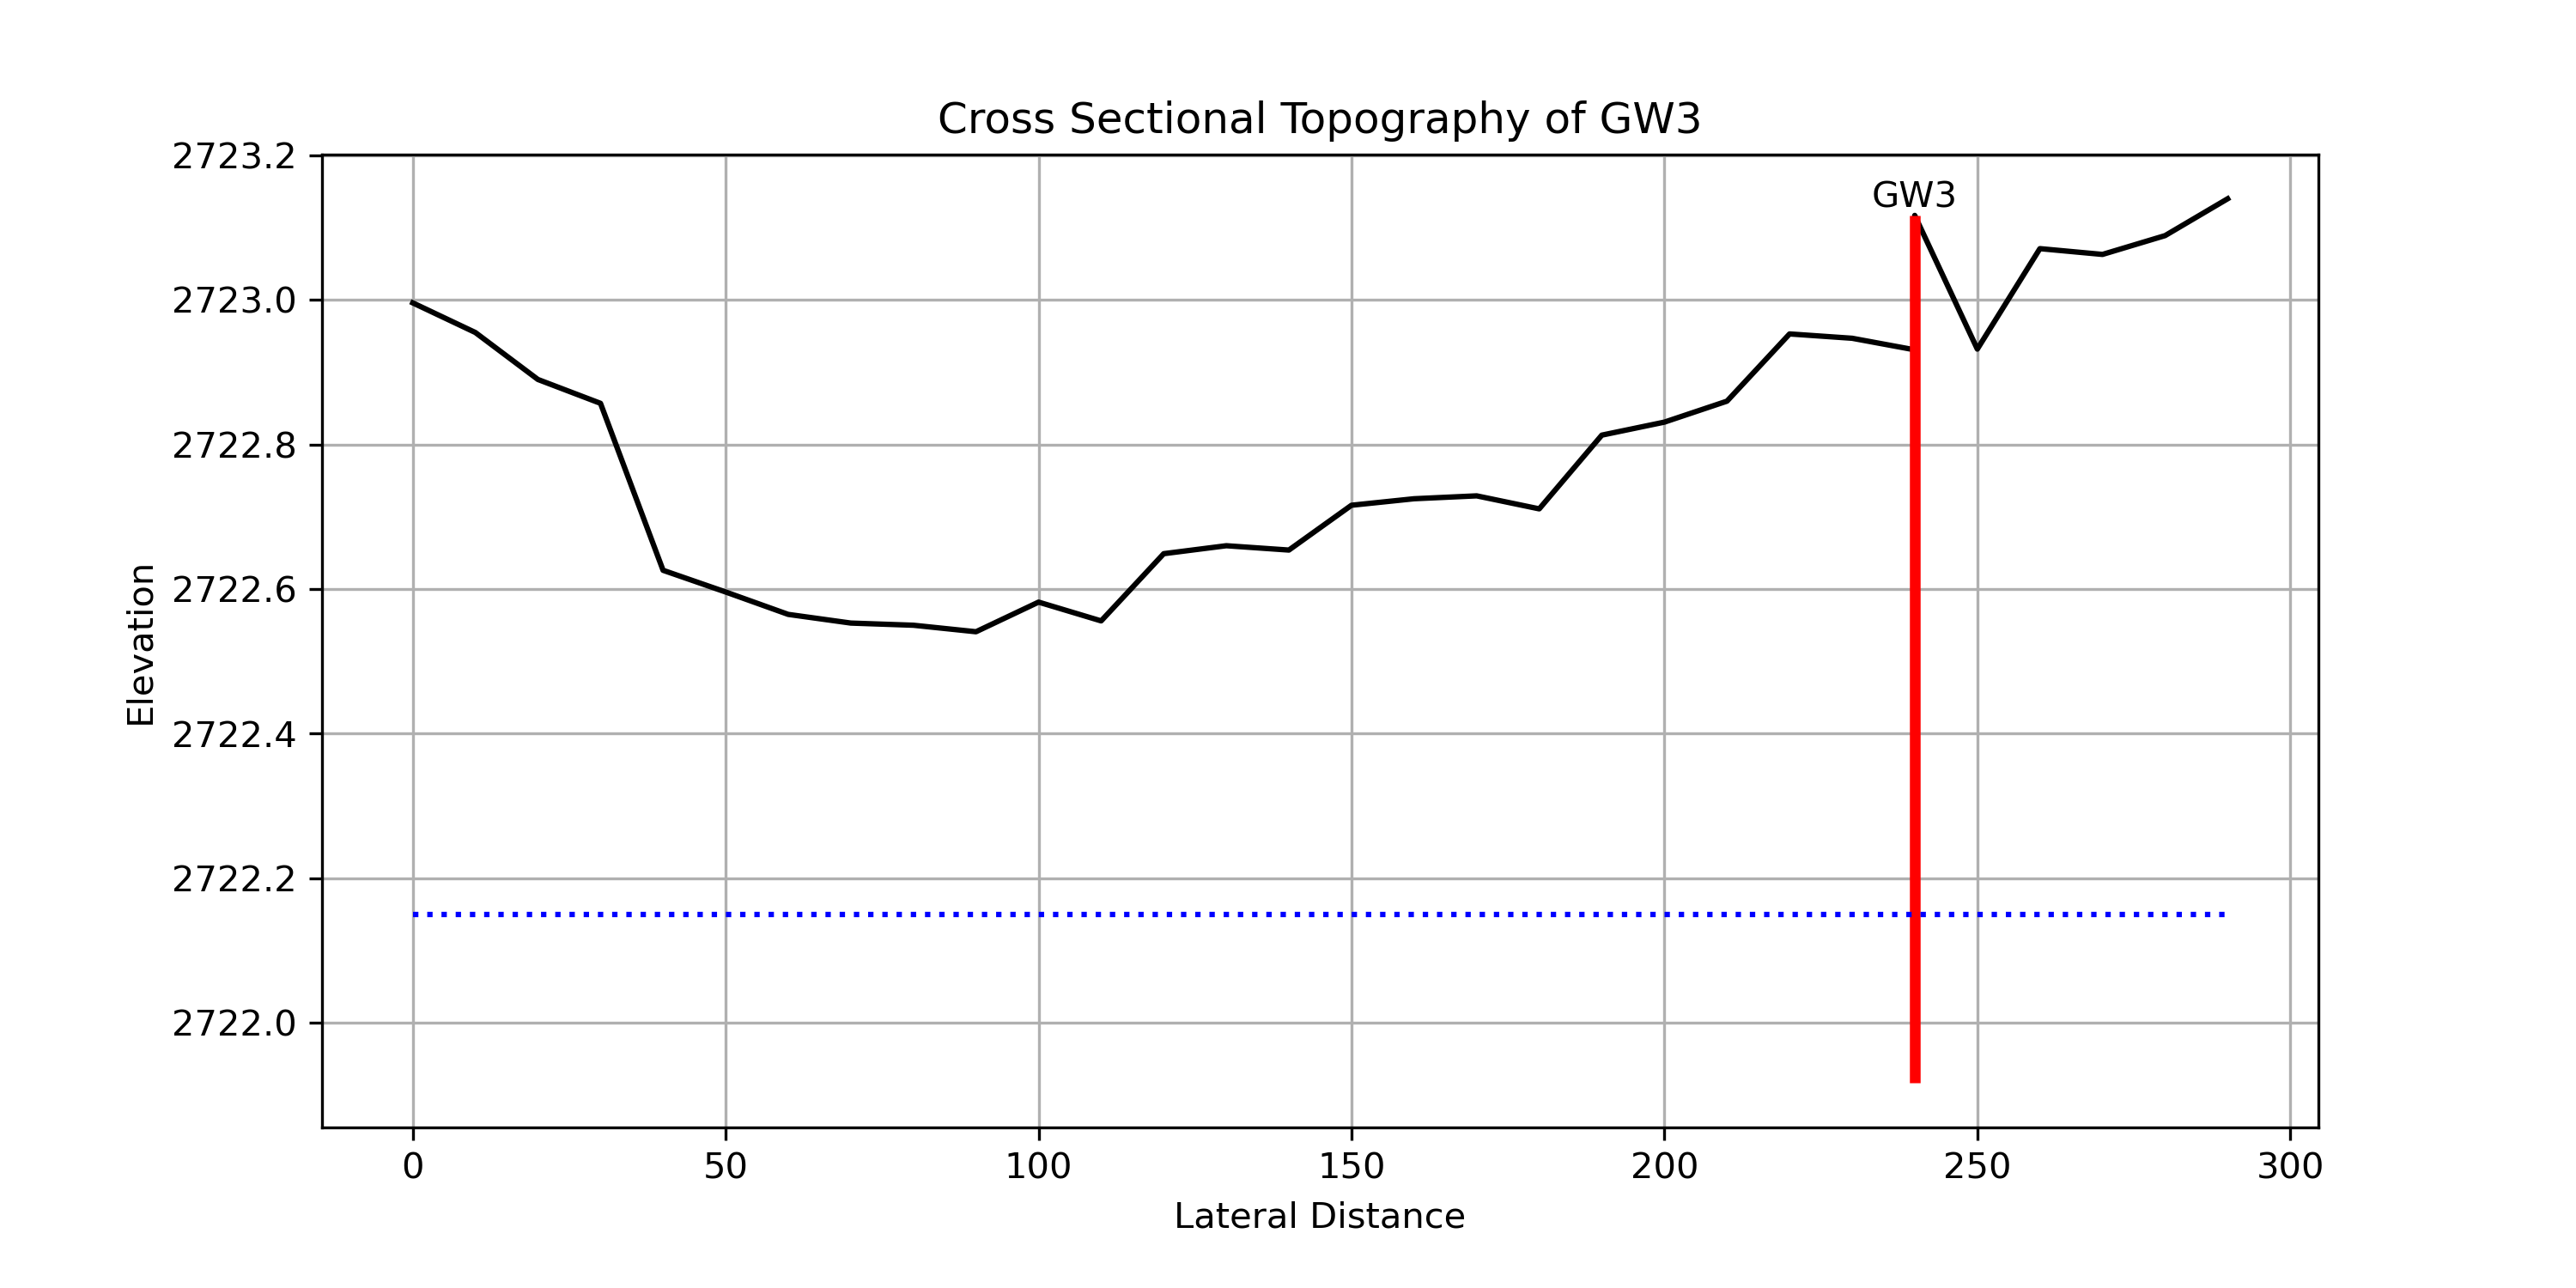 Cross Sectional Topography of GW3
2723.2
2723.0
2722.8
2722.6
2722.4
2722.2
2722.0
Elevation
GW3
0 50 100 150 200 250 300
Lateral Distance